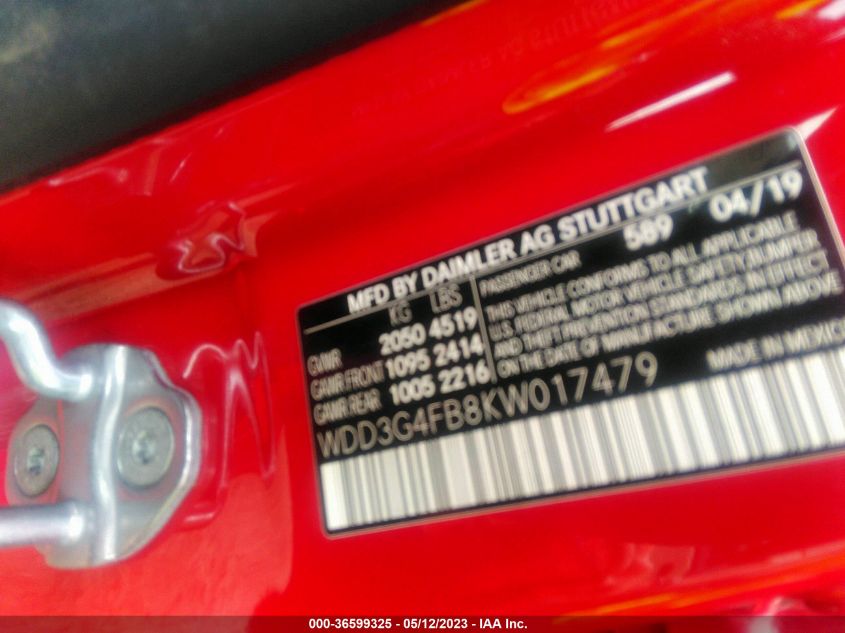 MFD BY DAIMLER AG STUTTGART
589 04/19
KG LBS
PASSENGER CAR
GVWR 2050 4519
GAWR FRONT 1095 2414
GAWR REAR 1005 2216
THIS VEHICLE CONFORMS TO ALL APPLICABLE
U.S. FEDERAL MOTOR VEHICLE SAFETY BUMPER,
AND THEFT PREVENTION STANDARDS IN EFFECT
ON THE DATE OF MANUFACTURE SHOWN ABOVE
WDD3G4FB8KW017479
MADE IN MEXICO
000-36599325 - 05/12/2023 - IAA Inc.